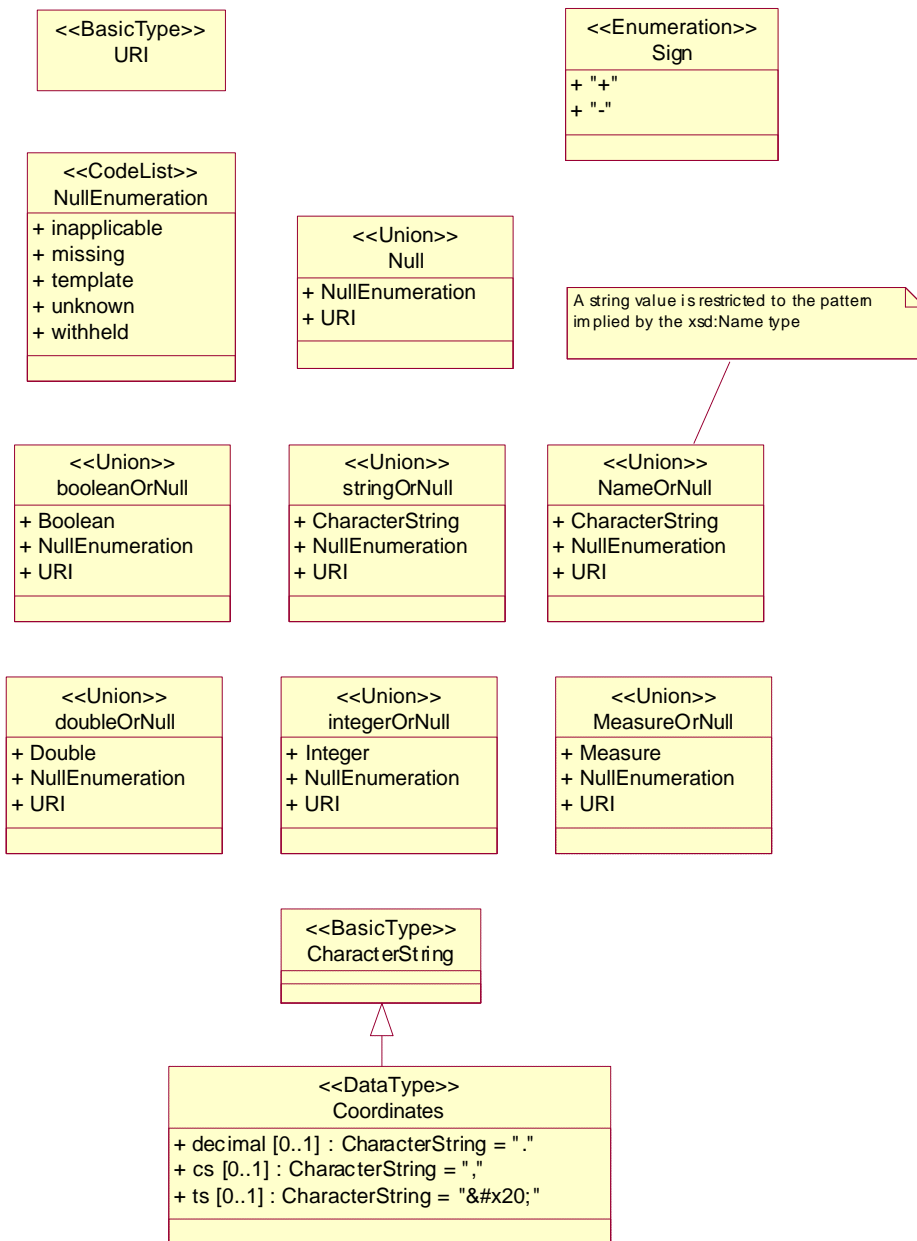 <<BasicType>>
URI
<<Enumeration>>
Sign
+ "+"
+ "-"
<<CodeList>>
NullEnumeration
+ inapplicable
+ missing
+ template
+ unknown
+ withheld
<<Union>>
Null
+ NullEnumeration
+ URI
A string value is restricted to the pattern
implied by the xsd:Name type
<<Union>>
booleanOrNull
+ Boolean
+ NullEnumeration
+ URI
<<Union>>
stringOrNull
+ CharacterString
+ NullEnumeration
+ URI
<<Union>>
NameOrNull
+ CharacterString
+ NullEnumeration
+ URI
<<Union>>
doubleOrNull
+ Double
+ NullEnumeration
+ URI
<<Union>>
integerOrNull
+ Integer
+ NullEnumeration
+ URI
<<Union>>
MeasureOrNull
+ Measure
+ NullEnumeration
+ URI
<<BasicType>>
CharacterString
<<DataType>>
Coordinates
+ decimal [0..1] : CharacterString = "."
+ cs [0..1] : CharacterString = ","
+ ts [0..1] : CharacterString = "&#x20;"